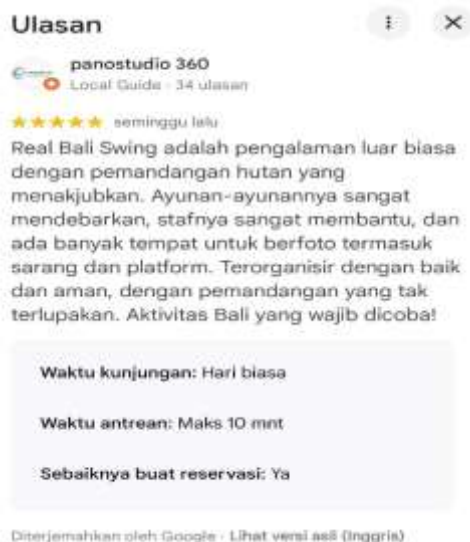 Ulasan
panostudio 360
Local Guide · 34 ulasan
seminggu lalu
Real Bali Swing adalah pengalaman luar biasa
dengan pemandangan hutan yang
menakjubkan. Ayunan-ayunannya sangat
mendebarkan, stafnya sangat membantu, dan
ada banyak tempat untuk berfoto termasuk
sarang dan platform. Terorganisir dengan baik
dan aman, dengan pemandangan yang tak
terlupakan. Aktivitas Bali yang wajib dicoba!
Waktu kunjungan: Hari biasa
Waktu antrean: Maks 10 mnt
Sebaiknya buat reservasi: Ya
Diterjemahkan oleh Google · Lihat versi asli (Inggris)